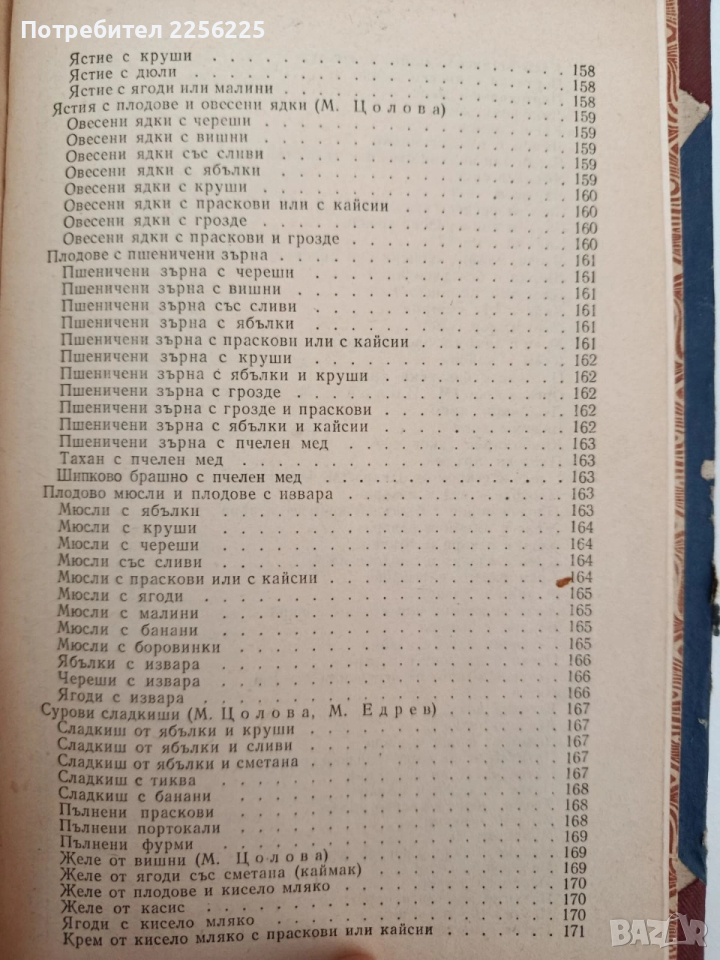 Потребител 2256225
Ястие с круши
Ястие с дюли . . . 158
Ястие с ягоди или малини . . . 158
Ястия с плодове и овесени ядки (М. Цолова) . . . 158
Овесени ядки с череши . . . 159
Овесени ядки с вишни . . . 159
Овесени ядки със сливи . . . 159
Овесени ядки с ябълки . . . 159
Овесени ядки с круши . . . 159
Овесени ядки с праскови или с кайсии . . . 160
Овесени ядки с грозде . . . 160
Овесени ядки с праскови и грозде . . . 160
Плодове с пшеничени зърна . . . 160
Пшеничени зърна с череши . . . 161
Пшеничени зърна с вишни . . . 161
Пшеничени зърна със сливи . . . 161
Пшеничени зърна с ябълки . . . 161
Пшеничени зърна с праскови или с кайсии . . . 161
Пшеничени зърна с круши . . . 161
Пшеничени зърна с ябълки и круши . . . 162
Пшеничени зърна с грозде . . . 162
Пшеничени зърна с грозде и праскови . . . 162
Пшеничени зърна с ябълки и кайсии . . . 162
Пшеничени зърна с пчелен мед . . . 162
Тахан с пчелен мед . . . 163
Шипково брашно с пчелен мед . . . 163
Плодово мюсли и плодове с извара . . . 163
Мюсли с ябълки . . . 163
Мюсли с круши . . . 163
Мюсли с череши . . . 164
Мюсли със сливи . . . 164
Мюсли с праскови или с кайсии . . . 164
Мюсли с ягоди . . . 164
Мюсли с малини . . . 165
Мюсли с банани . . . 165
Мюсли с боровинки . . . 165
Ябълки с извара . . . 165
Череши с извара . . . 166
Ягоди с извара . . . 166
Сурови сладкиши (М. Цолова, М. Едрев) . . . 166
Сладкиш от ябълки и круши . . . 167
Сладкиш от ябълки и сливи . . . 167
Сладкиш от ябълки и сметана . . . 167
Сладкиш с тиква . . . 167
Сладкиш с банани . . . 167
Пълнени праскови . . . 168
Пълнени портокали . . . 168
Пълнени фурми . . . 168
Желе от вишни (М. Цолова) . . . 169
Желе от ягоди със сметана (каймак) . . . 169
Желе от плодове и кисело мляко . . . 169
Желе от касис . . . 170
Ягоди с кисело мляко . . . 170
Крем от кисело мляко с праскови или кайсии . . . 170
171
BAZAR